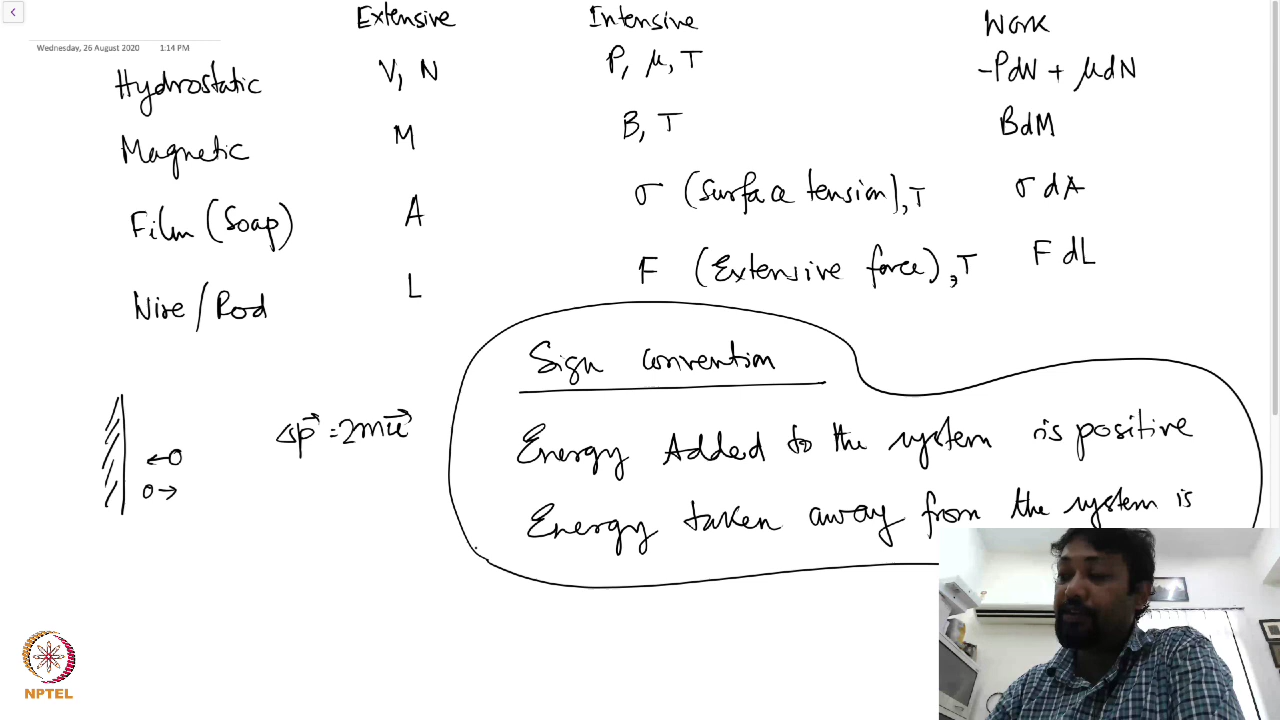 Extensive Intensive Work
Wednesday, 26 August 2020 1:14 PM
Hydrostatic V, N P, μ, T -PdV + μdN
Magnetic M B, T BdM
Film (Soap) A σ (Surface tension), T σ dA
Wire / Rod L F (Extensive force), T F dL
Sign convention
Δp⃗ = 2mu⃗
Energy Added to the system is positive
Energy taken away from the system is
NPTEL